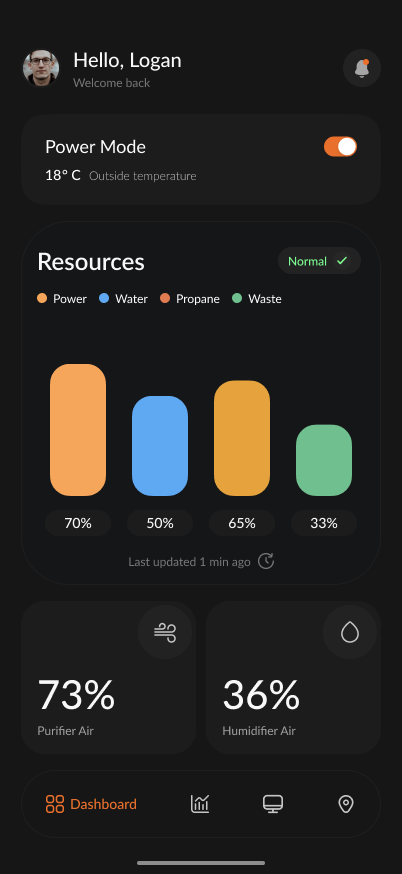 Hello, Logan
Welcome back
Power Mode
18° C Outside temperature
Resources
Normal
Power Water Propane Waste
70% 50% 65% 33%
Last updated 1 min ago
73% 36%
Purifier Air Humidifier Air
Dashboard